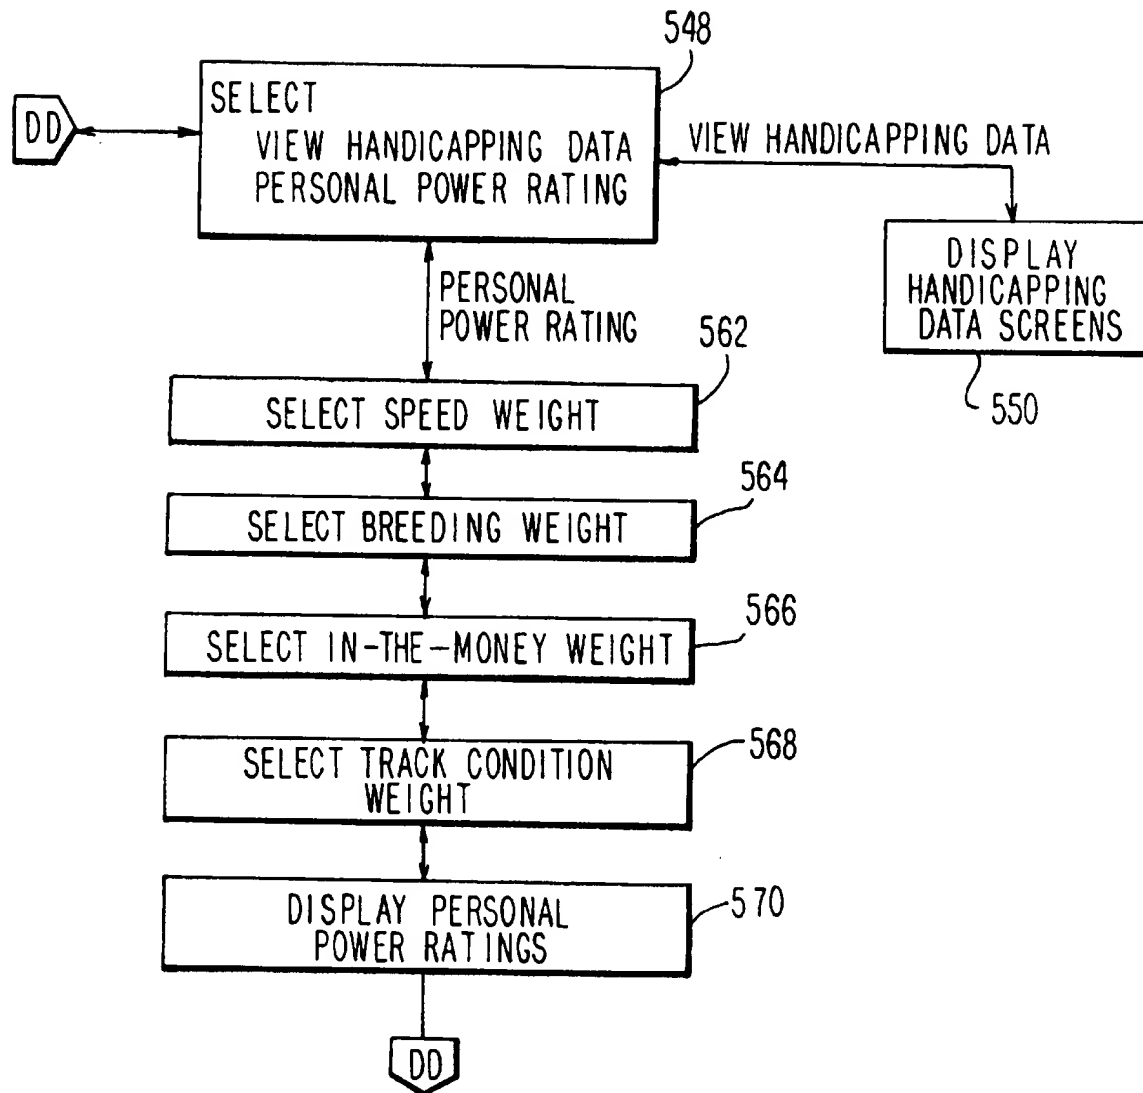 548
DD
SELECT
VIEW HANDICAPPING DATA
PERSONAL POWER RATING
VIEW HANDICAPPING DATA
DISPLAY
HANDICAPPING
DATA SCREENS
550
PERSONAL
POWER RATING
562
SELECT SPEED WEIGHT
564
SELECT BREEDING WEIGHT
566
SELECT IN-THE-MONEY WEIGHT
568
SELECT TRACK CONDITION
WEIGHT
570
DISPLAY PERSONAL
POWER RATINGS
DD